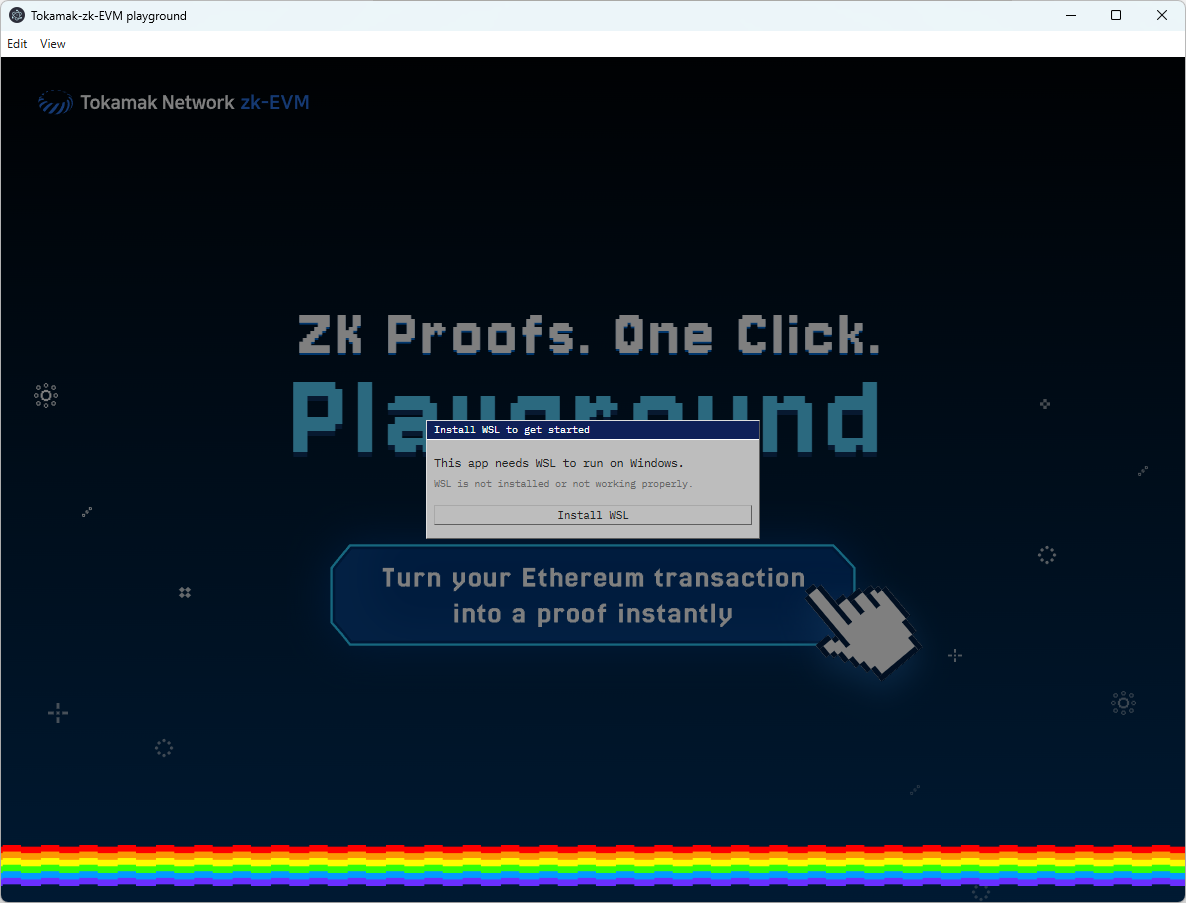 Tokamak-zk-EVM playground
Edit View
Tokamak Network zk-EVM
ZK Proofs. One Click.
Playground
Install WSL to get started
This app needs WSL to run on Windows.
WSL is not installed or not working properly.
Install WSL
Turn your Ethereum transaction
into a proof instantly